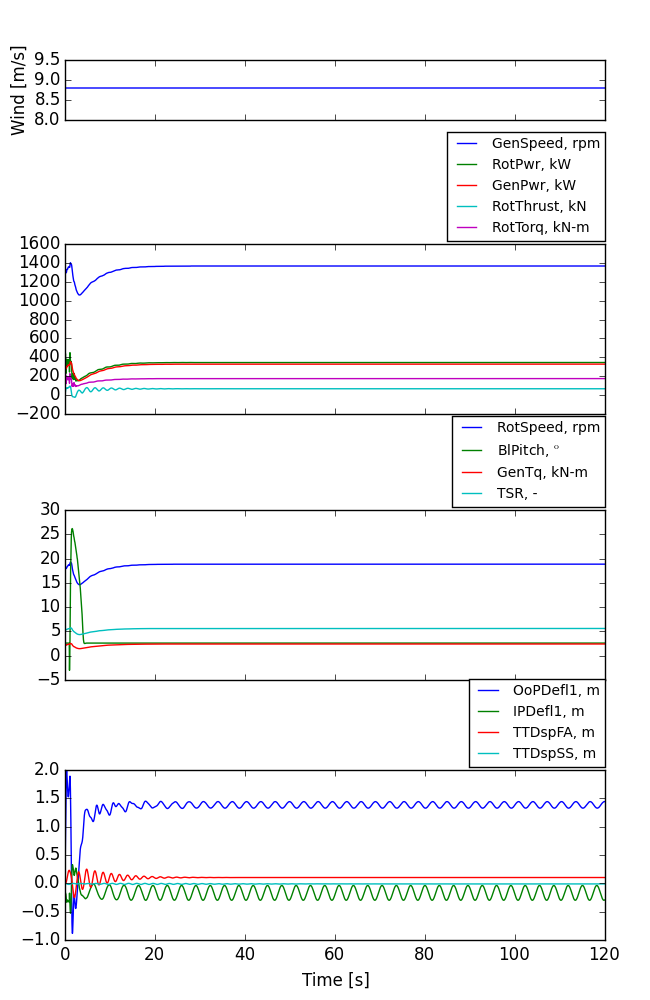 Wind [m/s]
9.5
9.0
8.5
8.0
GenSpeed, rpm
RotPwr, kW
GenPwr, kW
RotThrust, kN
RotTorq, kN-m
1600
1400
1200
1000
800
600
400
200
0
−200
RotSpeed, rpm
BlPitch, °
GenTq, kN-m
TSR, -
30
25
20
15
10
5
0
−5
OoPDefl1, m
IPDefl1, m
TTDspFA, m
TTDspSS, m
2.0
1.5
1.0
0.5
0.0
−0.5
−1.0
0 20 40 60 80 100 120
Time [s]